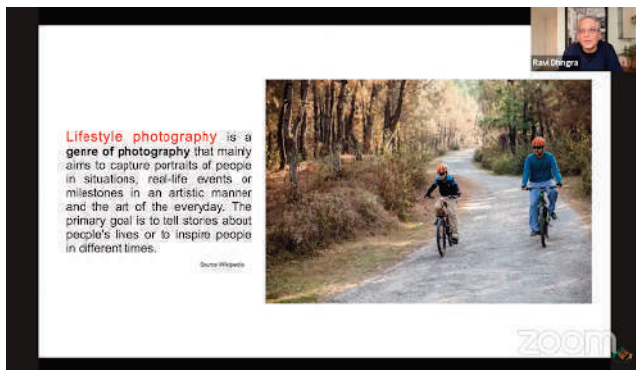 Ravi Dhngra
Lifestyle photography is a
genre of photography that mainly
aims to capture portraits of people
in situations, real-life events or
milestones in an artistic manner
and the art of the everyday. The
primary goal is to tell stories about
people's lives or to inspire people
in different times.
Source Wikipedia
zoom